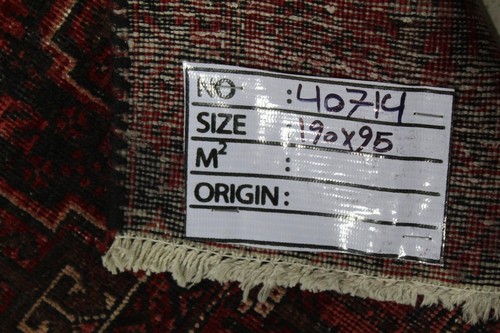 NO : 40714
SIZE : 190x95
M² :
ORIGIN :